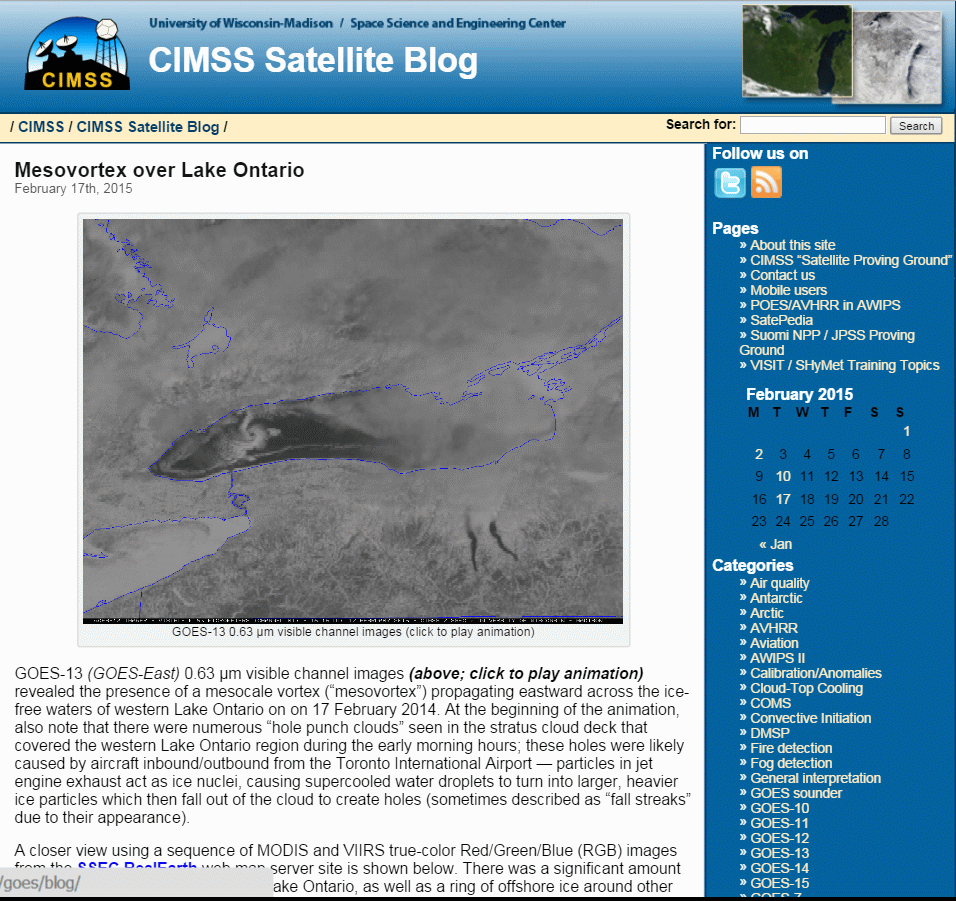 University of Wisconsin-Madison / Space Science and Engineering Center
CIMSS Satellite Blog
CIMSS
/ CIMSS / CIMSS Satellite Blog /
Search for:
Search
Mesovortex over Lake Ontario
February 17th, 2015
GOES-13 0.63 µm visible channel images (click to play animation)
GOES-13 (GOES-East) 0.63 µm visible channel images (above; click to play animation)
revealed the presence of a mesocale vortex (“mesovortex”) propagating eastward across the ice-
free waters of western Lake Ontario on on 17 February 2014. At the beginning of the animation,
also note that there were numerous “hole punch clouds” seen in the stratus cloud deck that
covered the western Lake Ontario region during the early morning hours; these holes were likely
caused by aircraft inbound/outbound from the Toronto International Airport — particles in jet
engine exhaust act as ice nuclei, causing supercooled water droplets to turn into larger, heavier
ice particles which then fall out of the cloud to create holes (sometimes described as “fall streaks”
due to their appearance).
A closer view using a sequence of MODIS and VIIRS true-color Red/Green/Blue (RGB) images
from the SSEC RealEarth web map server site is shown below. There was a significant amount
ake Ontario, as well as a ring of offshore ice around other
/goes/blog/
Follow us on
Pages
» About this site
» CIMSS “Satellite Proving Ground”
» Contact us
» Mobile users
» POES/AVHRR in AWIPS
» SatePedia
» Suomi NPP / JPSS Proving
Ground
» VISIT / SHyMet Training Topics
February 2015
M T W T F S S
1
2 3 4 5 6 7 8
9 10 11 12 13 14 15
16 17 18 19 20 21 22
23 24 25 26 27 28
« Jan
Categories
» Air quality
» Antarctic
» Arctic
» AVHRR
» Aviation
» AWIPS II
» Calibration/Anomalies
» Cloud-Top Cooling
» COMS
» Convective Initiation
» DMSP
» Fire detection
» Fog detection
» General interpretation
» GOES sounder
» GOES-10
» GOES-11
» GOES-12
» GOES-13
» GOES-14
» GOES-15